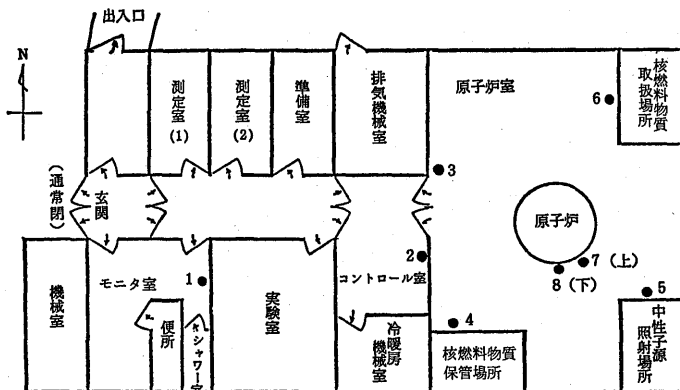 出入口
N
測定室
(1)
測定室
(2)
準備室
排気機械室
原子炉室
核燃料物質
取扱場所
6
3
(通常閉)
玄関
原子炉
7(上)
8(下)
2
コントロール室
1
モニタ室
5
4
機械室
便所
シャワー室
実験室
冷暖房
機械室
核燃料物質
保管場所
中性子源
照射場所